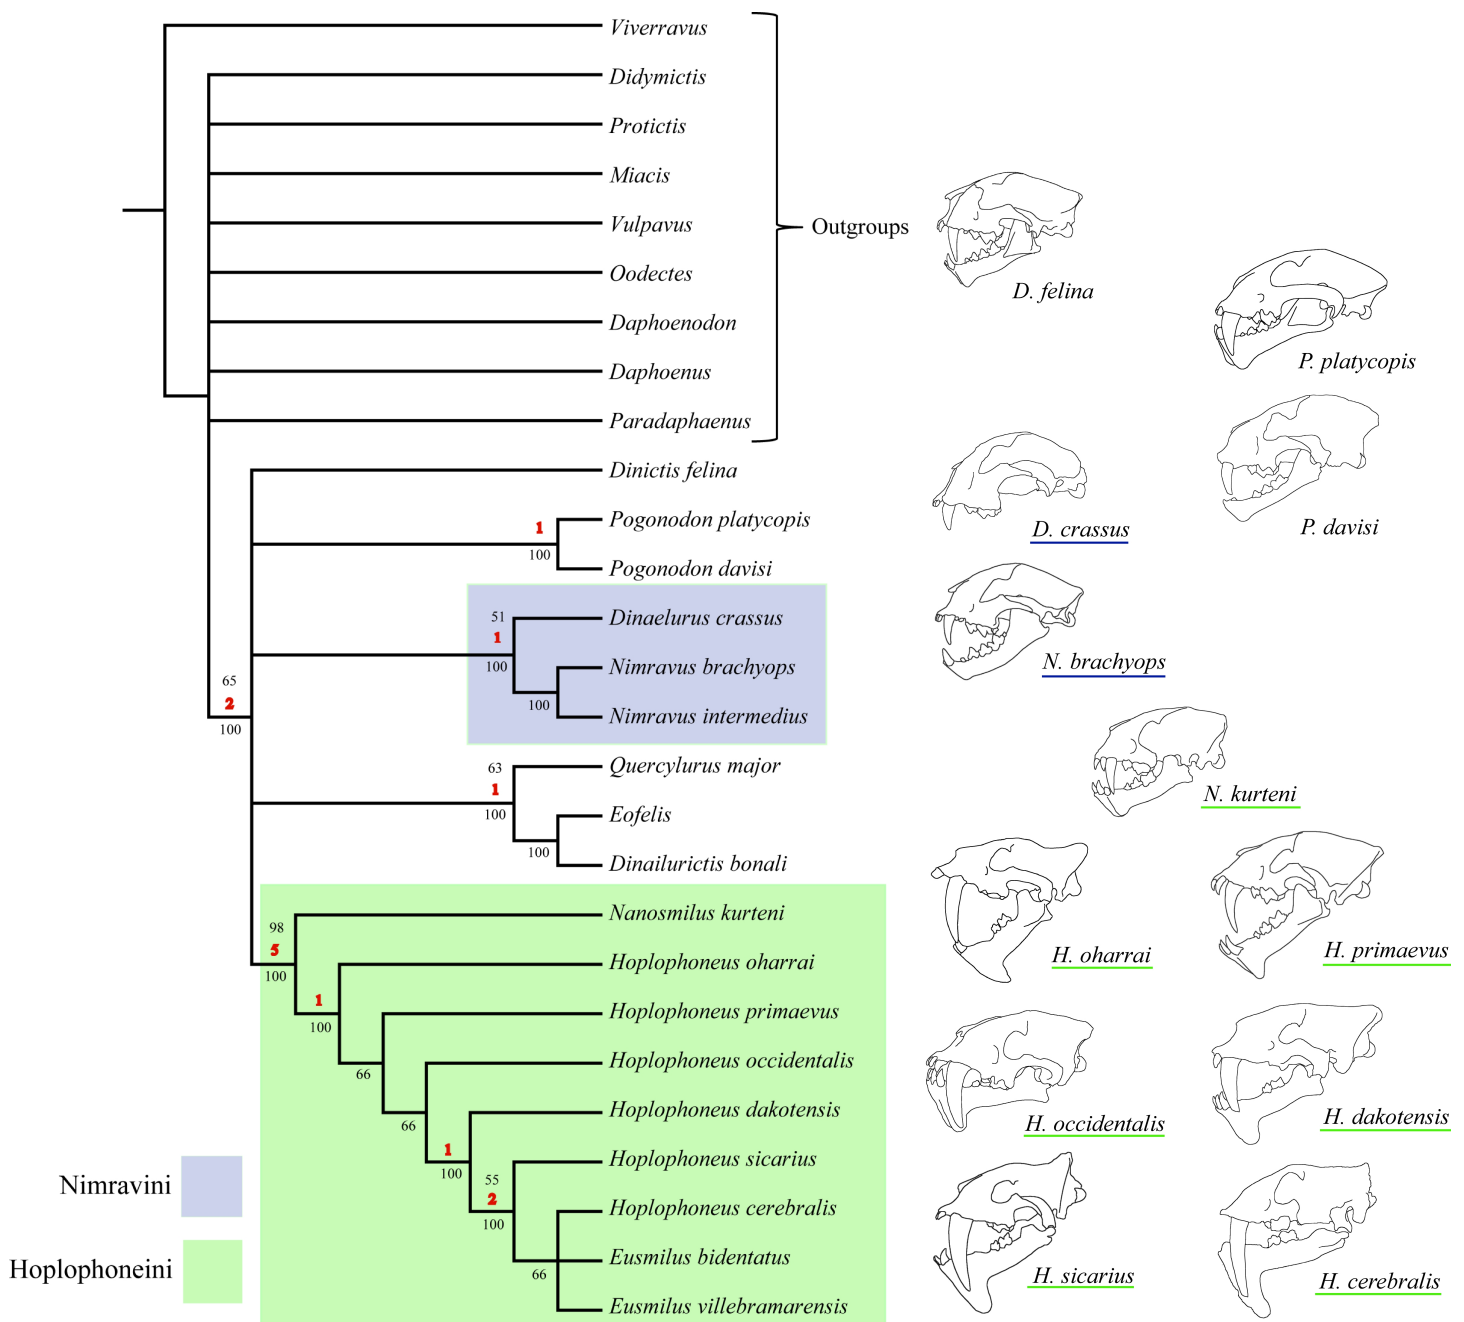 Viverravus
Didymictis
Protictis
Miacis
Vulpavus
Outgroups
Oodectes
Daphoenodon
Daphoenus
Paradaphaenus
Dinictis felina
1
100
Pogonodon platycopis
Pogonodon davisi
51
1
100
Dinaelurus crassus
100
Nimravus brachyops
Nimravus intermedius
65
2
100
63
1
100
Quercylurus major
100
Eofelis
Dinailurictis bonali
98
5
100
Nanosmilus kurteni
1
100
Hoplophoneus oharrai
66
Hoplophoneus primaevus
66
Hoplophoneus occidentalis
1
100
Hoplophoneus dakotensis
55
2
100
Hoplophoneus sicarius
66
Hoplophoneus cerebralis
Eusmilus bidentatus
Eusmilus villebramarensis
Nimravini
Hoplophoneini
D. felina
P. platycopis
D. crassus
P. davisi
N. brachyops
N. kurteni
H. oharrai
H. primaevus
H. occidentalis
H. dakotensis
H. sicarius
H. cerebralis